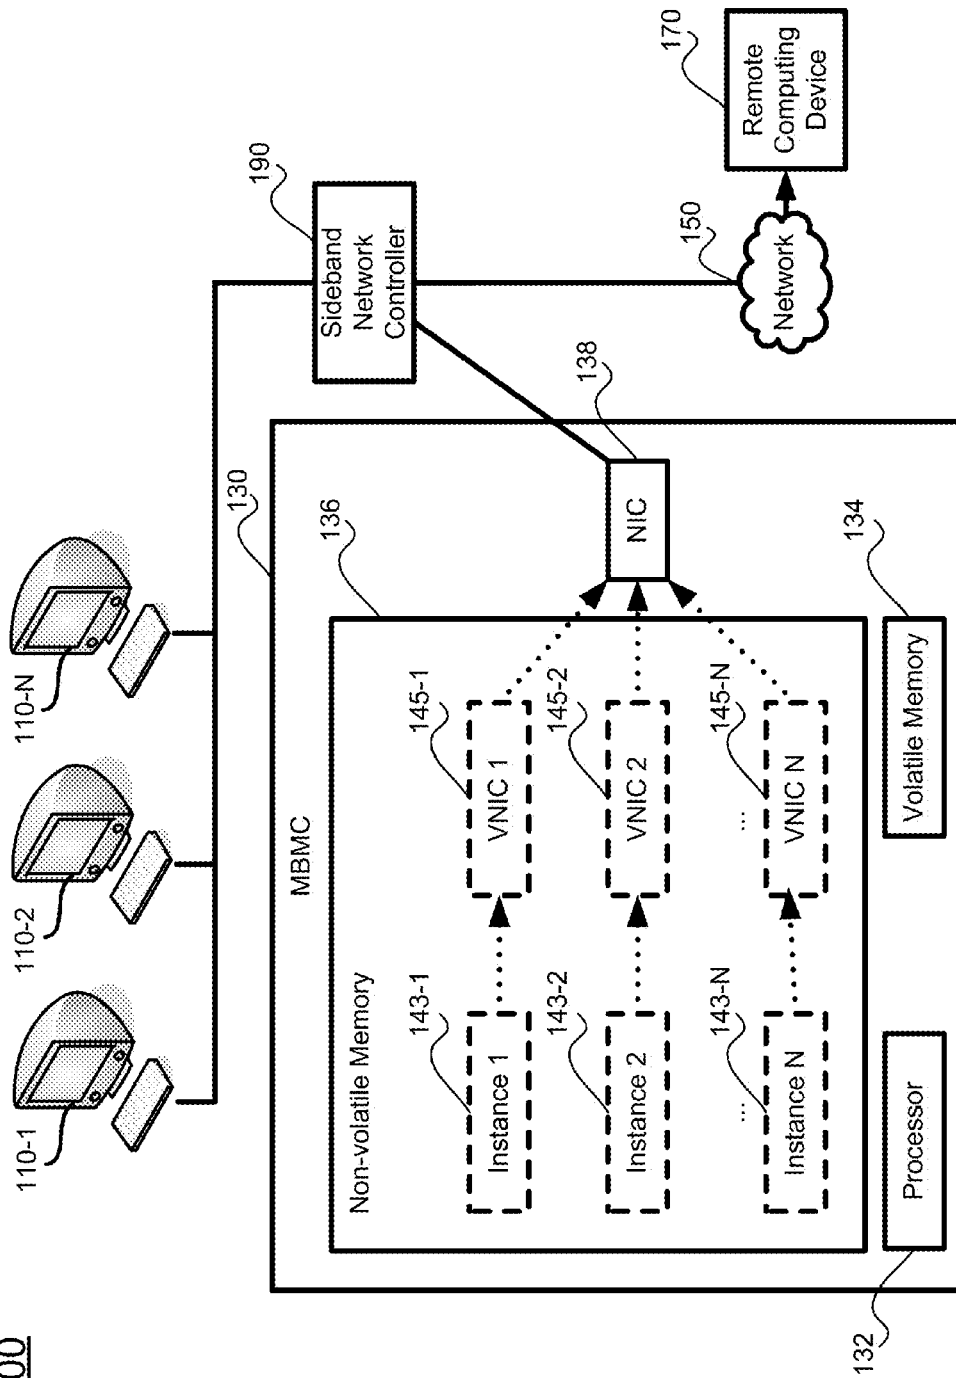 00
110-1
110-2
110-N
130
MBMC
190
Sideband
Network
Controller
170
Remote
Computing
Device
150
Network
136
Non-volatile Memory
138
NIC
143-1
Instance 1
145-1
VNIC 1
143-2
Instance 2
145-2
VNIC 2
...
143-N
Instance N
...
145-N
VNIC N
132
Processor
134
Volatile Memory